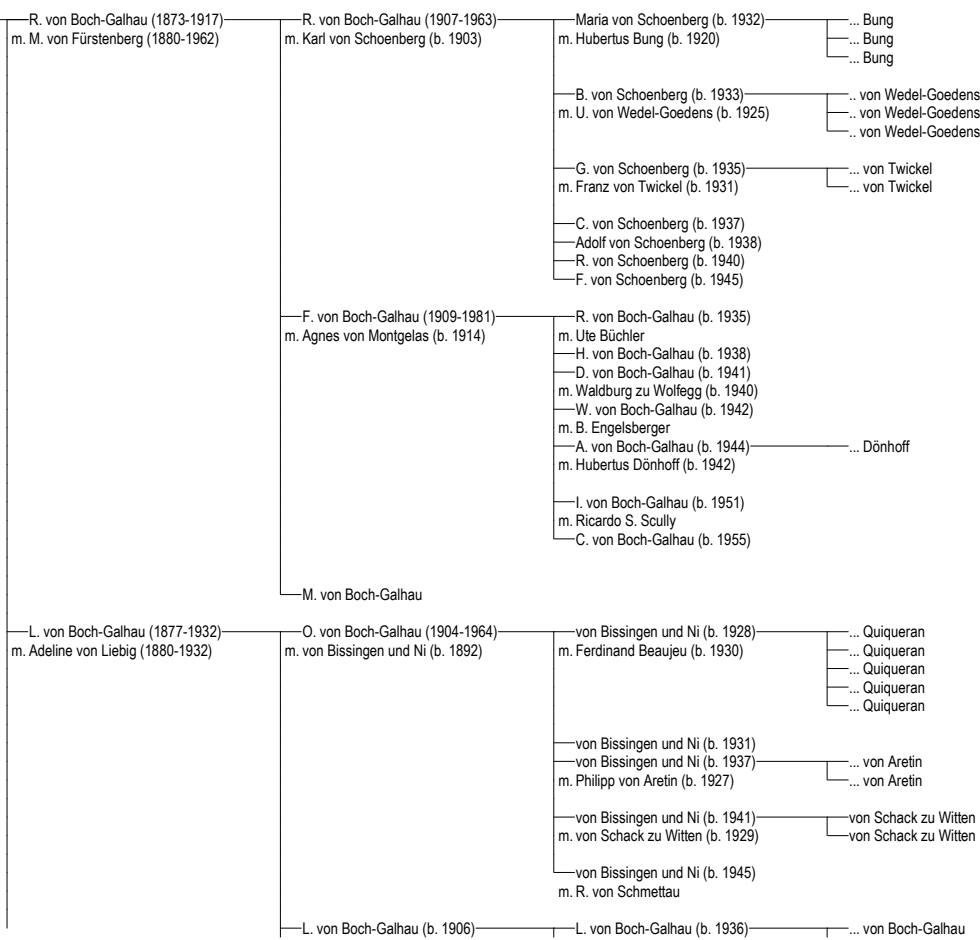 R. von Boch-Galhau (1873-1917) R. von Boch-Galhau (1907-1963) Maria von Schoenberg (b. 1932) ... Bung
m. M. von Fürstenberg (1880-1962) m. Karl von Schoenberg (b. 1903) m. Hubertus Bung (b. 1920) ... Bung
... Bung
B. von Schoenberg (b. 1933) .. von Wedel-Goedens
m. U. von Wedel-Goedens (b. 1925) .. von Wedel-Goedens
.. von Wedel-Goedens
G. von Schoenberg (b. 1935) ... von Twickel
m. Franz von Twickel (b. 1931) ... von Twickel
C. von Schoenberg (b. 1937)
Adolf von Schoenberg (b. 1938)
R. von Schoenberg (b. 1940)
F. von Schoenberg (b. 1945)
F. von Boch-Galhau (1909-1981) R. von Boch-Galhau (b. 1935)
m. Agnes von Montgelas (b. 1914) m. Ute Büchler
H. von Boch-Galhau (b. 1938)
D. von Boch-Galhau (b. 1941)
m. Waldburg zu Wolfegg (b. 1940)
W. von Boch-Galhau (b. 1942)
m. B. Engelsberger
A. von Boch-Galhau (b. 1944) ... Dönhoff
m. Hubertus Dönhoff (b. 1942)
I. von Boch-Galhau (b. 1951)
m. Ricardo S. Scully
C. von Boch-Galhau (b. 1955)
M. von Boch-Galhau
L. von Boch-Galhau (1877-1932) O. von Boch-Galhau (1904-1964) von Bissingen und Ni (b. 1928) ... Quiqueran
m. Adeline von Liebig (1880-1932) m. von Bissingen und Ni (b. 1892) m. Ferdinand Beaujeu (b. 1930) ... Quiqueran
... Quiqueran
... Quiqueran
... Quiqueran
von Bissingen und Ni (b. 1931)
von Bissingen und Ni (b. 1937) ... von Aretin
m. Philipp von Aretin (b. 1927) ... von Aretin
von Bissingen und Ni (b. 1941) von Schack zu Witten
m. von Schack zu Witten (b. 1929) von Schack zu Witten
von Bissingen und Ni (b. 1945)
m. R. von Schmettau
L. von Boch-Galhau (b. 1906) L. von Boch-Galhau (b. 1936) ... von Boch-Galhau